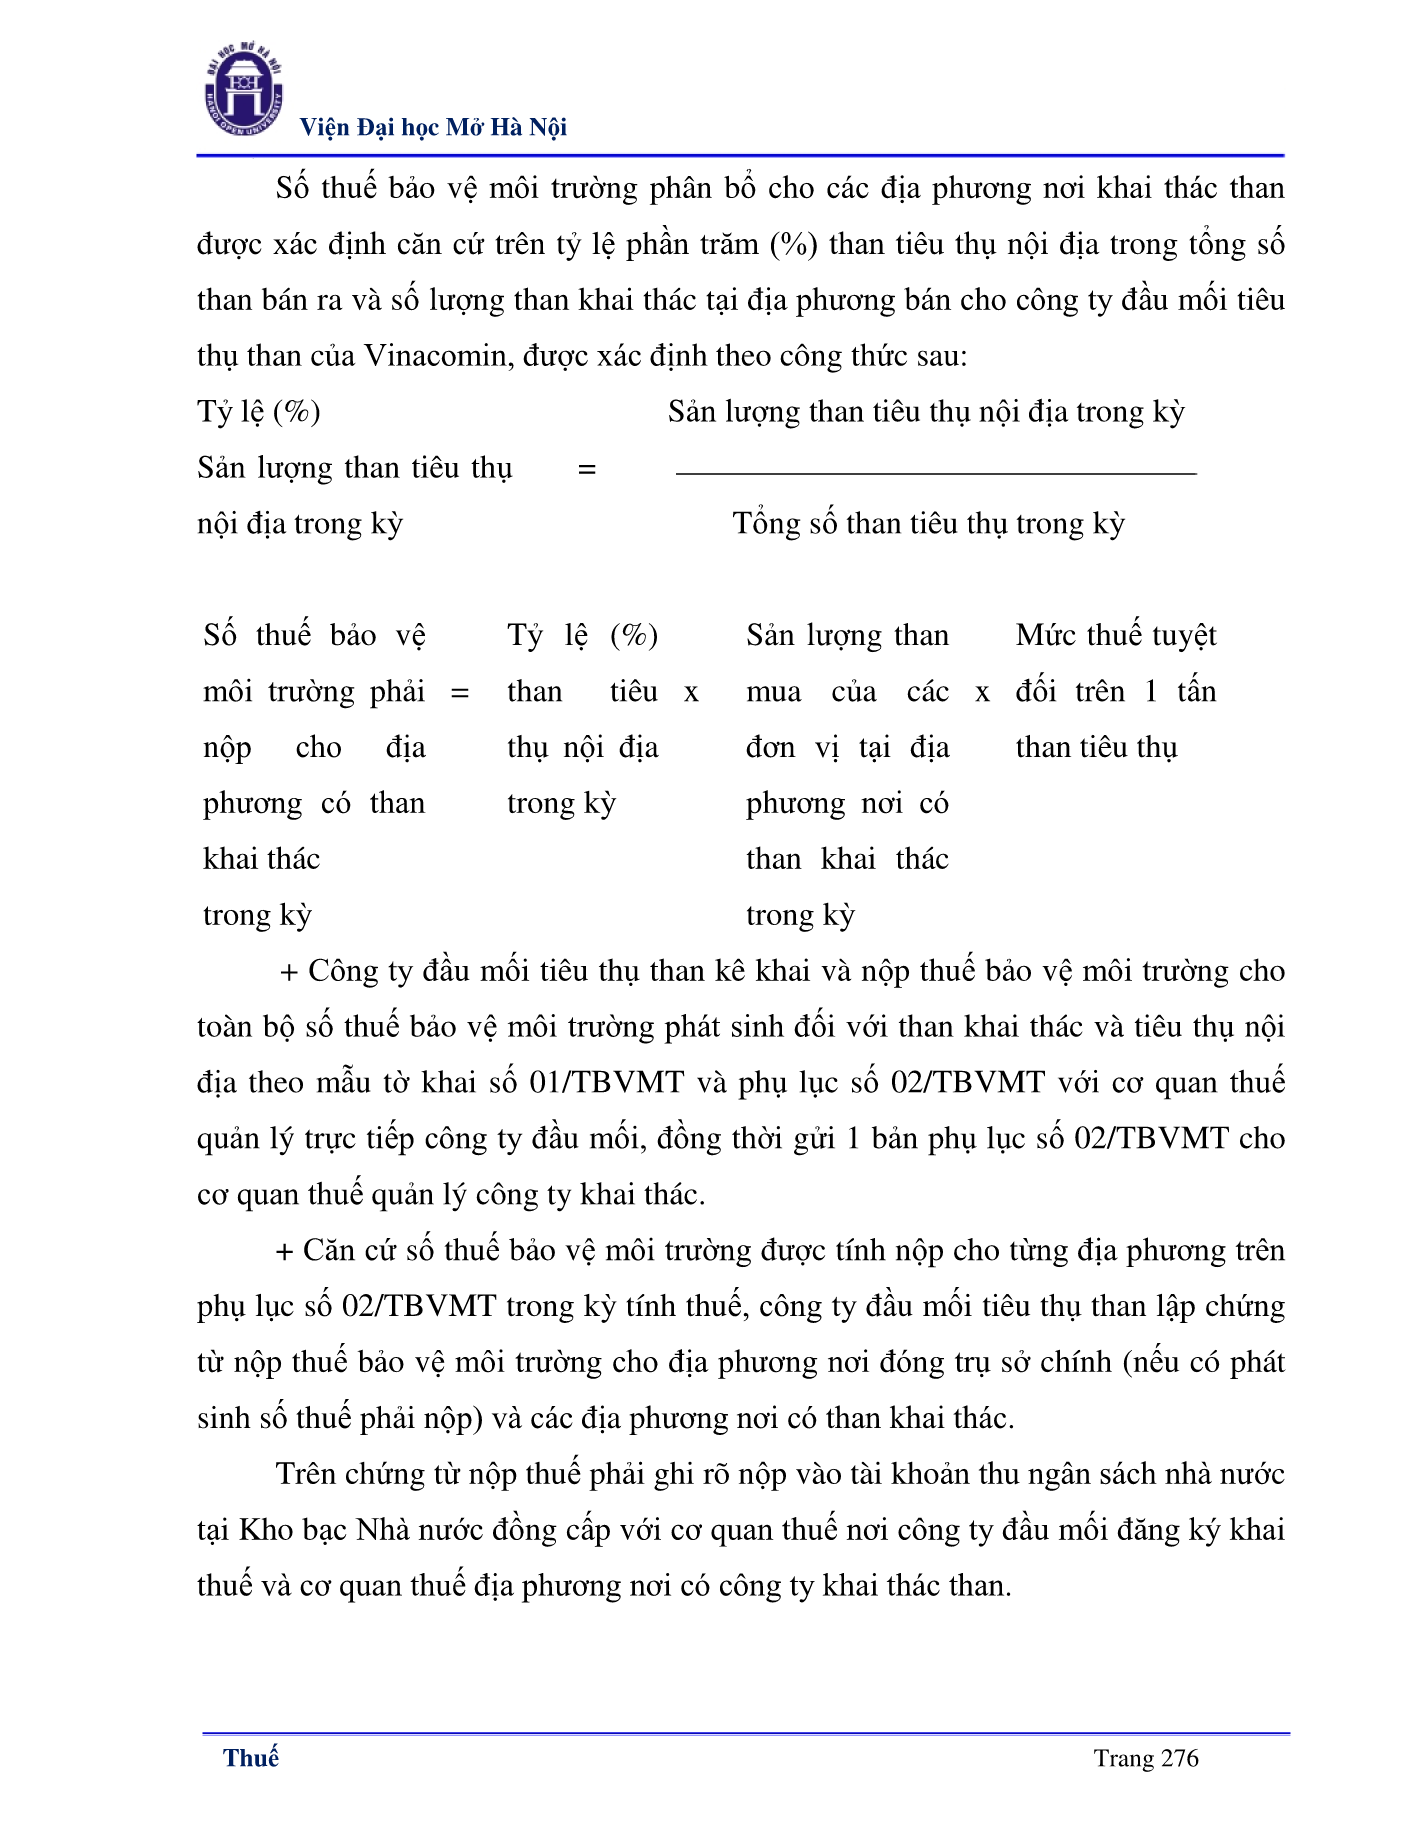 ĐẠI HỌC MỞ HÀ NỘI
HANOI OPEN UNIVERSITY
Viện Đại học Mở Hà Nội
Số thuế bảo vệ môi trường phân bổ cho các địa phương nơi khai thác than
được xác định căn cứ trên tỷ lệ phần trăm (%) than tiêu thụ nội địa trong tổng số
than bán ra và số lượng than khai thác tại địa phương bán cho công ty đầu mối tiêu
thụ than của Vinacomin, được xác định theo công thức sau:
Tỷ lệ (%) Sản lượng than tiêu thụ nội địa trong kỳ
Sản lượng than tiêu thụ =
nội địa trong kỳ Tổng số than tiêu thụ trong kỳ
Số thuế bảo vệ Tỷ lệ (%) Sản lượng than Mức thuế tuyệt
môi trường phải = than tiêu x mua của các x đối trên 1 tấn
nộp cho địa thụ nội địa đơn vị tại địa than tiêu thụ
phương có than trong kỳ phương nơi có
khai thác than khai thác
trong kỳ trong kỳ
+ Công ty đầu mối tiêu thụ than kê khai và nộp thuế bảo vệ môi trường cho
toàn bộ số thuế bảo vệ môi trường phát sinh đối với than khai thác và tiêu thụ nội
địa theo mẫu tờ khai số 01/TBVMT và phụ lục số 02/TBVMT với cơ quan thuế
quản lý trực tiếp công ty đầu mối, đồng thời gửi 1 bản phụ lục số 02/TBVMT cho
cơ quan thuế quản lý công ty khai thác.
+ Căn cứ số thuế bảo vệ môi trường được tính nộp cho từng địa phương trên
phụ lục số 02/TBVMT trong kỳ tính thuế, công ty đầu mối tiêu thụ than lập chứng
từ nộp thuế bảo vệ môi trường cho địa phương nơi đóng trụ sở chính (nếu có phát
sinh số thuế phải nộp) và các địa phương nơi có than khai thác.
Trên chứng từ nộp thuế phải ghi rõ nộp vào tài khoản thu ngân sách nhà nước
tại Kho bạc Nhà nước đồng cấp với cơ quan thuế nơi công ty đầu mối đăng ký khai
thuế và cơ quan thuế địa phương nơi có công ty khai thác than.
Thuế Trang 276